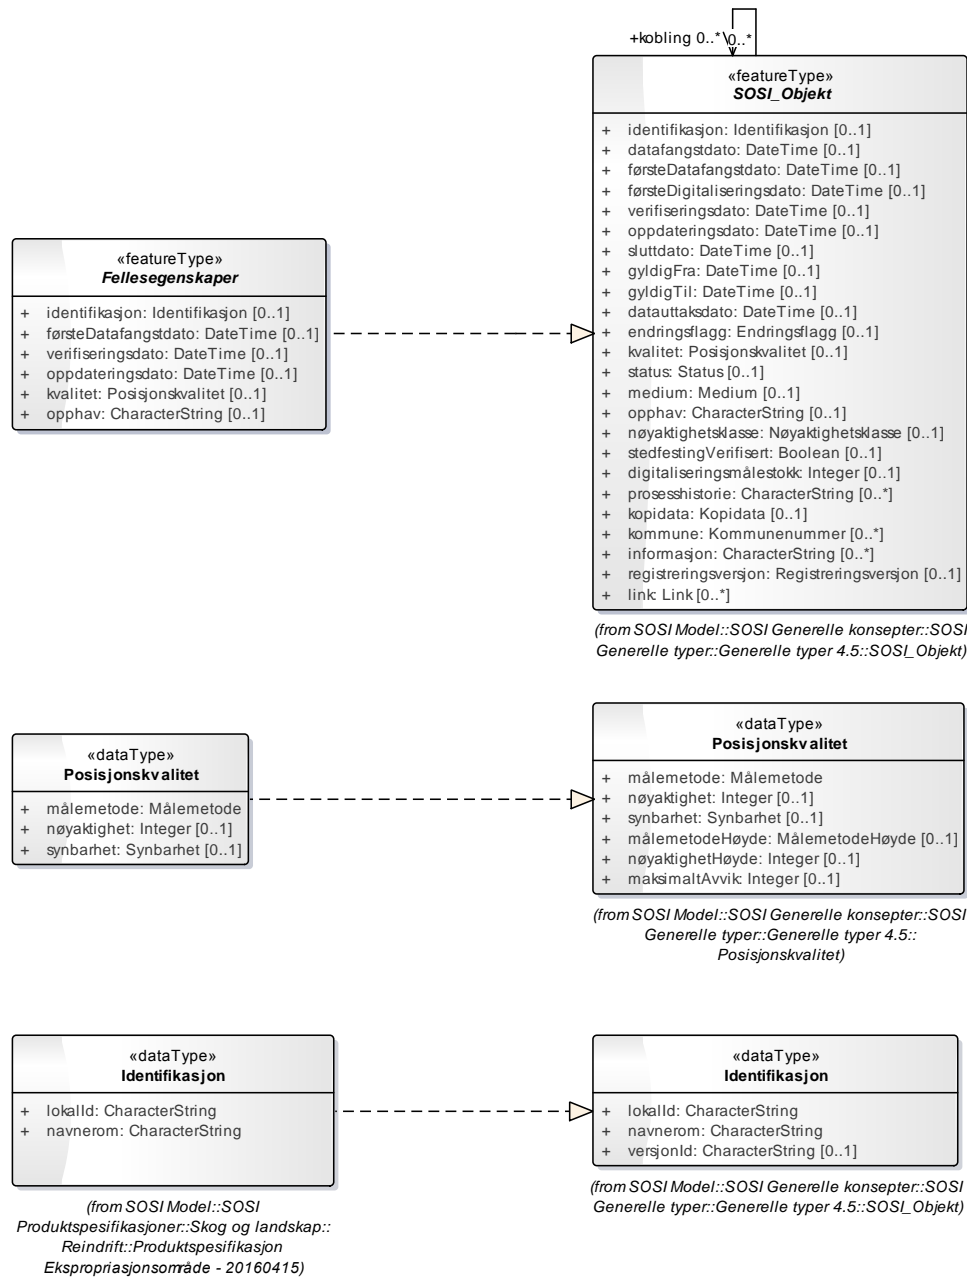 +kobling 0..* 0..*
«featureType»
SOSI_Objekt
+ identifikasjon: Identifikasjon [0..1]
+ datafangstdato: DateTime [0..1]
+ førsteDatafangstdato: DateTime [0..1]
+ førsteDigitaliseringsdato: DateTime [0..1]
+ verifiseringsdato: DateTime [0..1]
+ oppdateringsdato: DateTime [0..1]
+ sluttdato: DateTime [0..1]
+ gyldigFra: DateTime [0..1]
+ gyldigTil: DateTime [0..1]
+ datauttaksdato: DateTime [0..1]
+ endringsflagg: Endringsflagg [0..1]
+ kvalitet: Posisjonskvalitet [0..1]
+ status: Status [0..1]
+ medium: Medium [0..1]
+ opphav: CharacterString [0..1]
+ nøyaktighetsklasse: Nøyaktighetsklasse [0..1]
+ stedfestingVerifisert: Boolean [0..1]
+ digitaliseringsmålestokk: Integer [0..1]
+ prosesshistorie: CharacterString [0..*]
+ kopidata: Kopidata [0..1]
+ kommune: Kommunenummer [0..*]
+ informasjon: CharacterString [0..*]
+ registreringsversjon: Registreringsversjon [0..1]
+ link: Link [0..*]
(from SOSI Model::SOSI Generelle konsepter::SOSI
Generelle typer::Generelle typer 4.5::SOSI_Objekt)
«featureType»
Fellesegenskaper
+ identifikasjon: Identifikasjon [0..1]
+ førsteDatafangstdato: DateTime [0..1]
+ verifiseringsdato: DateTime [0..1]
+ oppdateringsdato: DateTime [0..1]
+ kvalitet: Posisjonskvalitet [0..1]
+ opphav: CharacterString [0..1]
«dataType»
Posisjonskvalitet
+ målemetode: Målemetode
+ nøyaktighet: Integer [0..1]
+ synbarhet: Synbarhet [0..1]
«dataType»
Posisjonskvalitet
+ målemetode: Målemetode
+ nøyaktighet: Integer [0..1]
+ synbarhet: Synbarhet [0..1]
+ målemetodeHøyde: MålemetodeHøyde [0..1]
+ nøyaktighetHøyde: Integer [0..1]
+ maksimaltAvvik: Integer [0..1]
(from SOSI Model::SOSI Generelle konsepter::SOSI
Generelle typer::Generelle typer 4.5::
Posisjonskvalitet)
«dataType»
Identifikasjon
+ lokalId: CharacterString
+ navnerom: CharacterString
(from SOSI Model::SOSI
Produktspesifikasjoner::Skog og landskap::
Reindrift::Produktspesifikasjon
Ekspropriasjonsområde - 20160415)
«dataType»
Identifikasjon
+ lokalId: CharacterString
+ navnerom: CharacterString
+ versjonId: CharacterString [0..1]
(from SOSI Model::SOSI Generelle konsepter::SOSI
Generelle typer::Generelle typer 4.5::SOSI_Objekt)